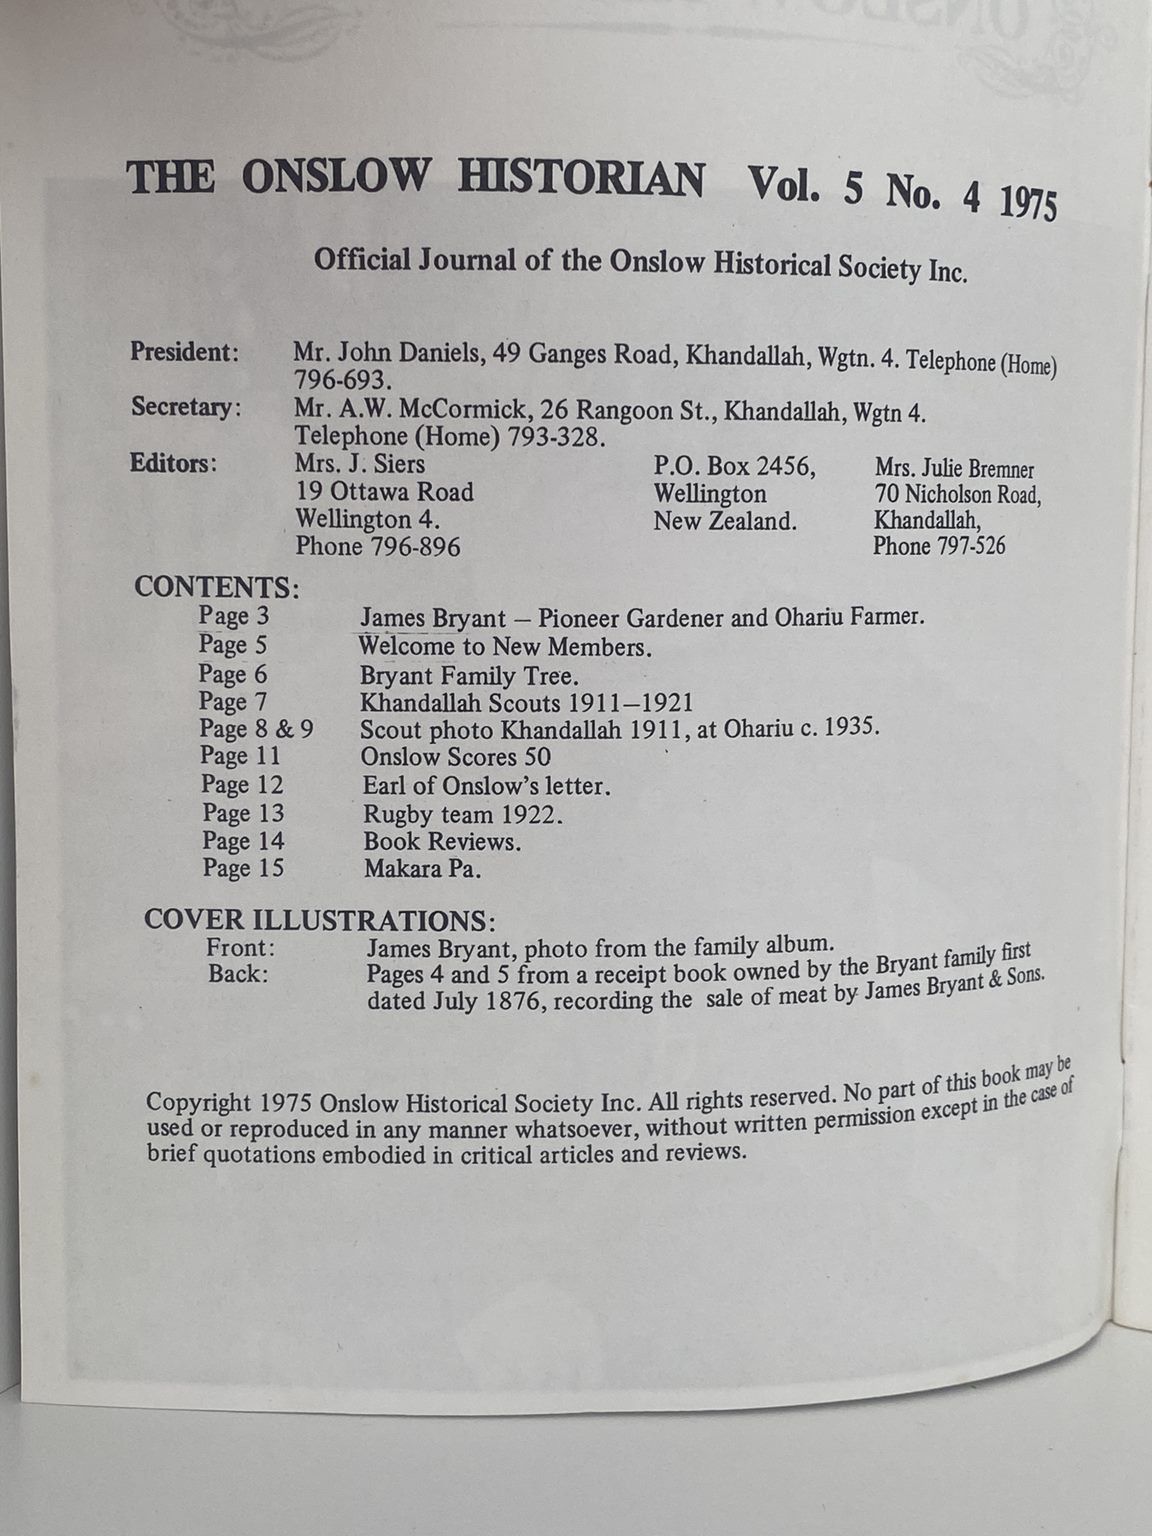 THE ONSLOW HISTORIAN Vol. 5 No. 4 1975
Official Journal of the Onslow Historical Society Inc.
President: Mr. John Daniels, 49 Ganges Road, Khandallah, Wgtn. 4. Telephone (Home)
796-693.
Secretary: Mr. A.W. McCormick, 26 Rangoon St., Khandallah, Wgtn 4.
Telephone (Home) 793-328.
Editors: Mrs. J. Siers P.O. Box 2456, Mrs. Julie Bremner
19 Ottawa Road Wellington 70 Nicholson Road,
Wellington 4. New Zealand. Khandallah,
Phone 796-896 Phone 797-526
CONTENTS:
Page 3 James Bryant — Pioneer Gardener and Ohariu Farmer.
Page 5 Welcome to New Members.
Page 6 Bryant Family Tree.
Page 7 Khandallah Scouts 1911—1921
Page 8 & 9 Scout photo Khandallah 1911, at Ohariu c. 1935.
Page 11 Onslow Scores 50
Page 12 Earl of Onslow's letter.
Page 13 Rugby team 1922.
Page 14 Book Reviews.
Page 15 Makara Pa.
COVER ILLUSTRATIONS:
Front: James Bryant, photo from the family album.
Back: Pages 4 and 5 from a receipt book owned by the Bryant family first
dated July 1876, recording the sale of meat by James Bryant & Sons.
Copyright 1975 Onslow Historical Society Inc. All rights reserved. No part of this book may be
used or reproduced in any manner whatsoever, without written permission except in the case of
brief quotations embodied in critical articles and reviews.